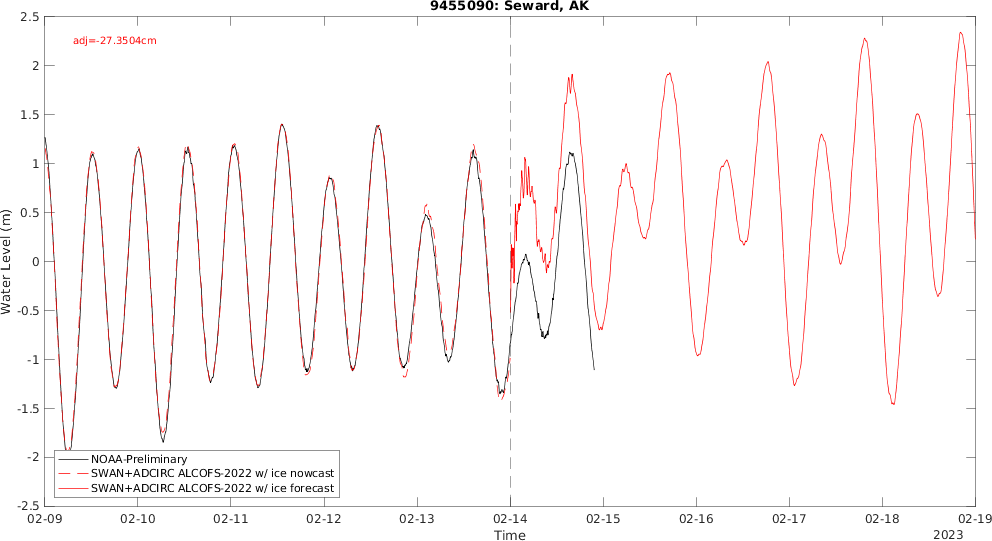 9455090: Seward, AK
adj=-27.3504cm
2.5
2
1.5
1
0.5
0
-0.5
-1
-1.5
-2
-2.5
Water Level (m)
NOAA-Preliminary
SWAN+ADCIRC ALCOFS-2022 w/ ice nowcast
SWAN+ADCIRC ALCOFS-2022 w/ ice forecast
02-09 02-10 02-11 02-12 02-13 02-14 02-15 02-16 02-17 02-18 02-19
Time
2023